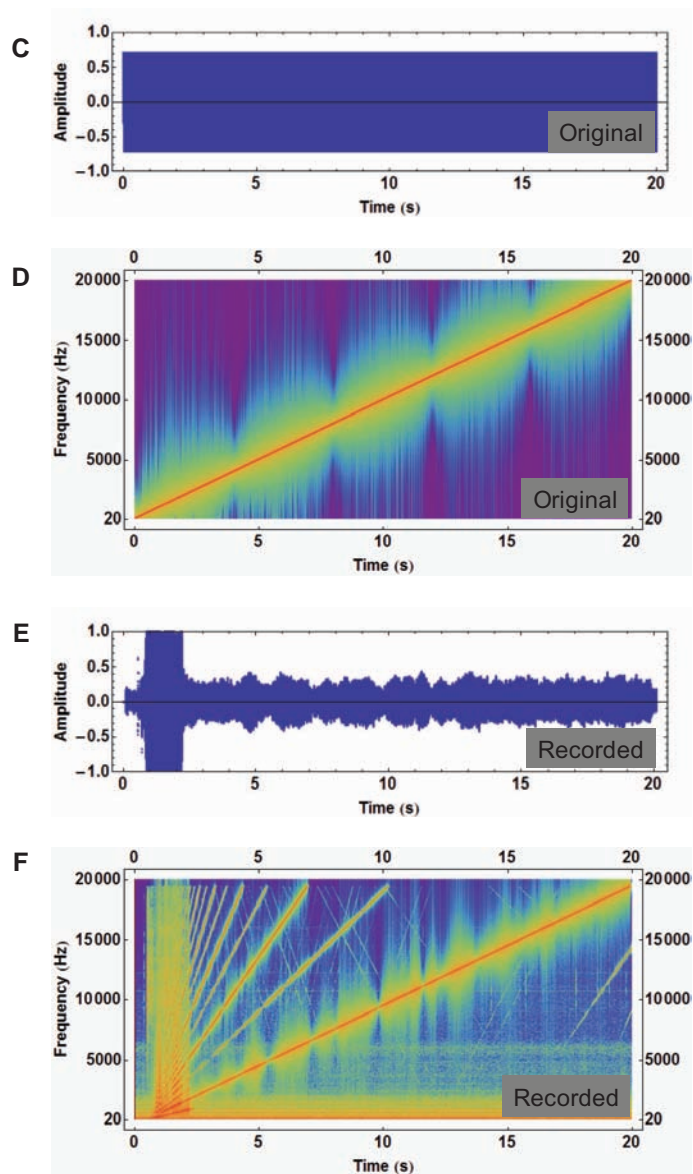 C
1.0
0.5
0.0
−0.5
−1.0
Amplitude
Original
0 5 10 15 20
Time (s)
D
0 5 10 15 20
20000 20000
15000 15000
10000 10000
5000 5000
20 20
Frequency (Hz)
Original
0 5 10 15 20
Time (s)
E
1.0
0.5
0.0
−0.5
−1.0
Amplitude
Recorded
0 5 10 15 20
Time (s)
F
0 5 10 15 20
20000 20000
15000 15000
10000 10000
5000 5000
20 20
Frequency (Hz)
Recorded
0 5 10 15 20
Time (s)